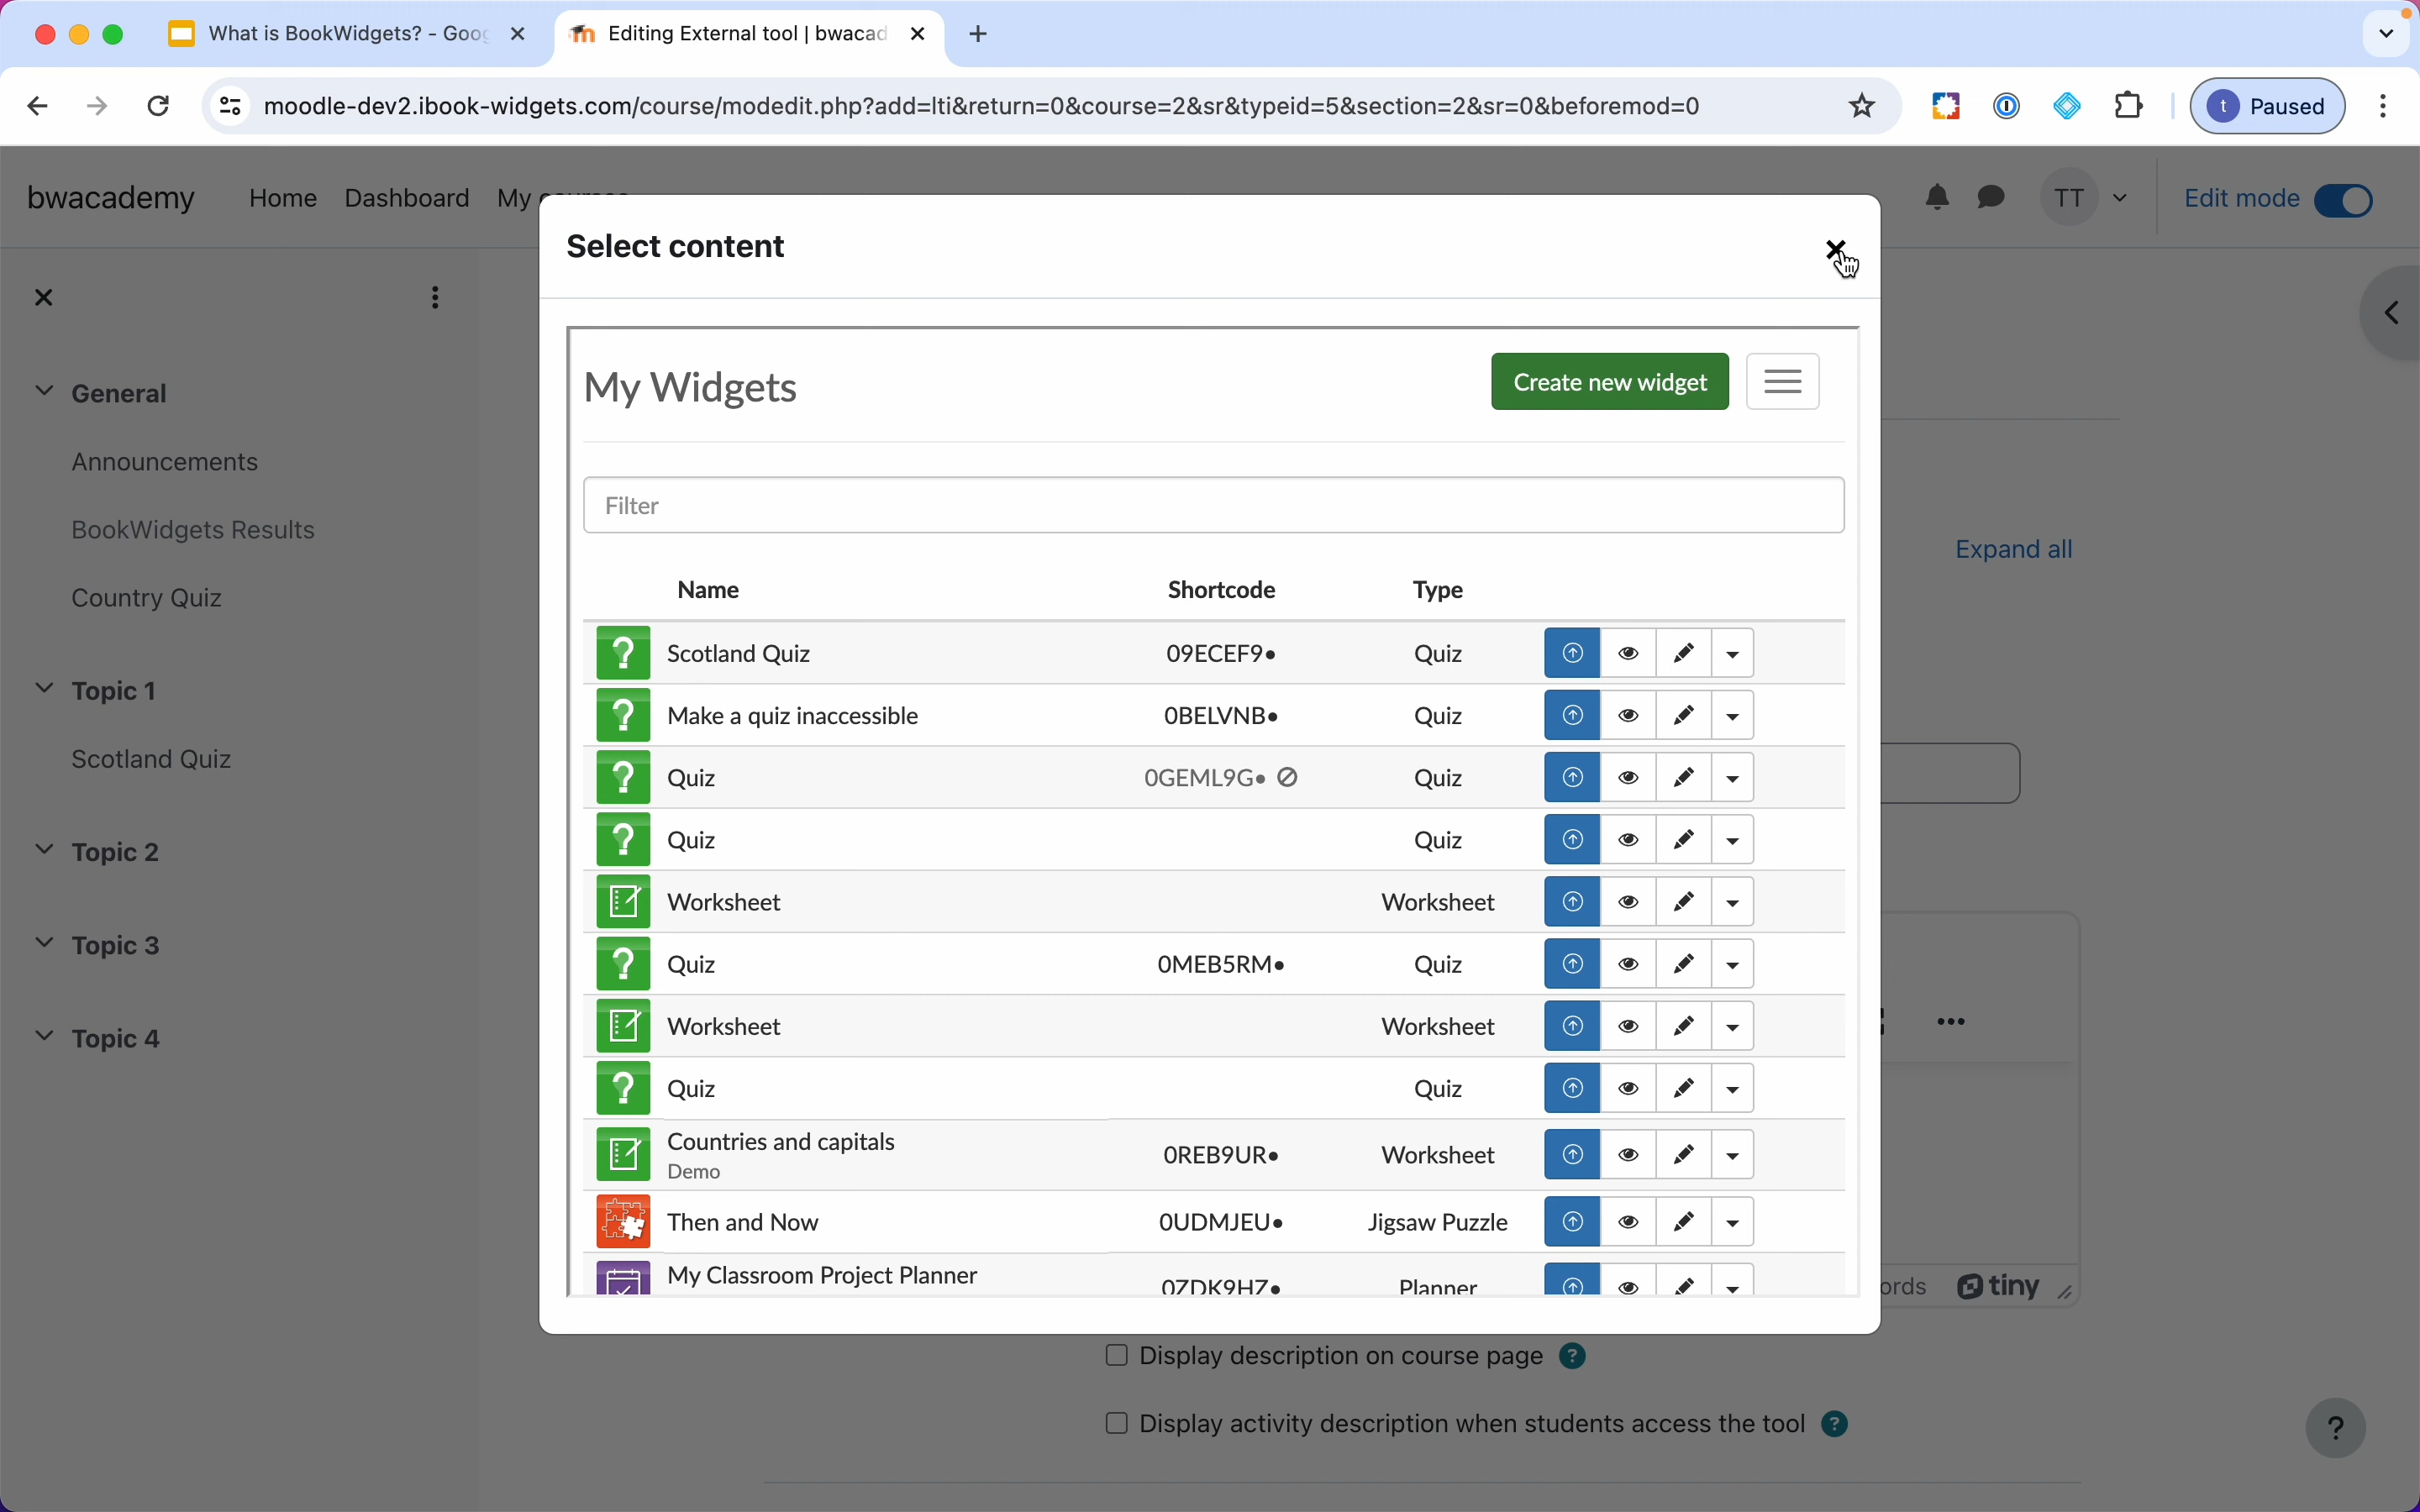 What is BookWidgets? - Goog
Editing External tool | bwacad
moodle-dev2.ibook-widgets.com/course/modedit.php?add=lti&return=0&course=2&sr&typeid=5&section=2&sr=0&beforemod=0
t Paused
bwacademy Home Dashboard My
TT Edit mode
Select content
General
Announcements
BookWidgets Results
Country Quiz
Topic 1
Scotland Quiz
Topic 2
Topic 3
Topic 4
My Widgets
Create new widget
Filter
Expand all
Name Shortcode Type
Scotland Quiz 09ECEF9• Quiz
Make a quiz inaccessible 0BELVNB• Quiz
Quiz 0GEML9G• Quiz
Quiz Quiz
Worksheet Worksheet
Quiz 0MEB5RM• Quiz
Worksheet Worksheet
Quiz Quiz
Countries and capitals 0REB9UR• Worksheet
Demo
Then and Now 0UDMJEU• Jigsaw Puzzle
My Classroom Project Planner 0ZDK9HZ• Planner
ords tiny
Display description on course page ?
Display activity description when students access the tool ?
?